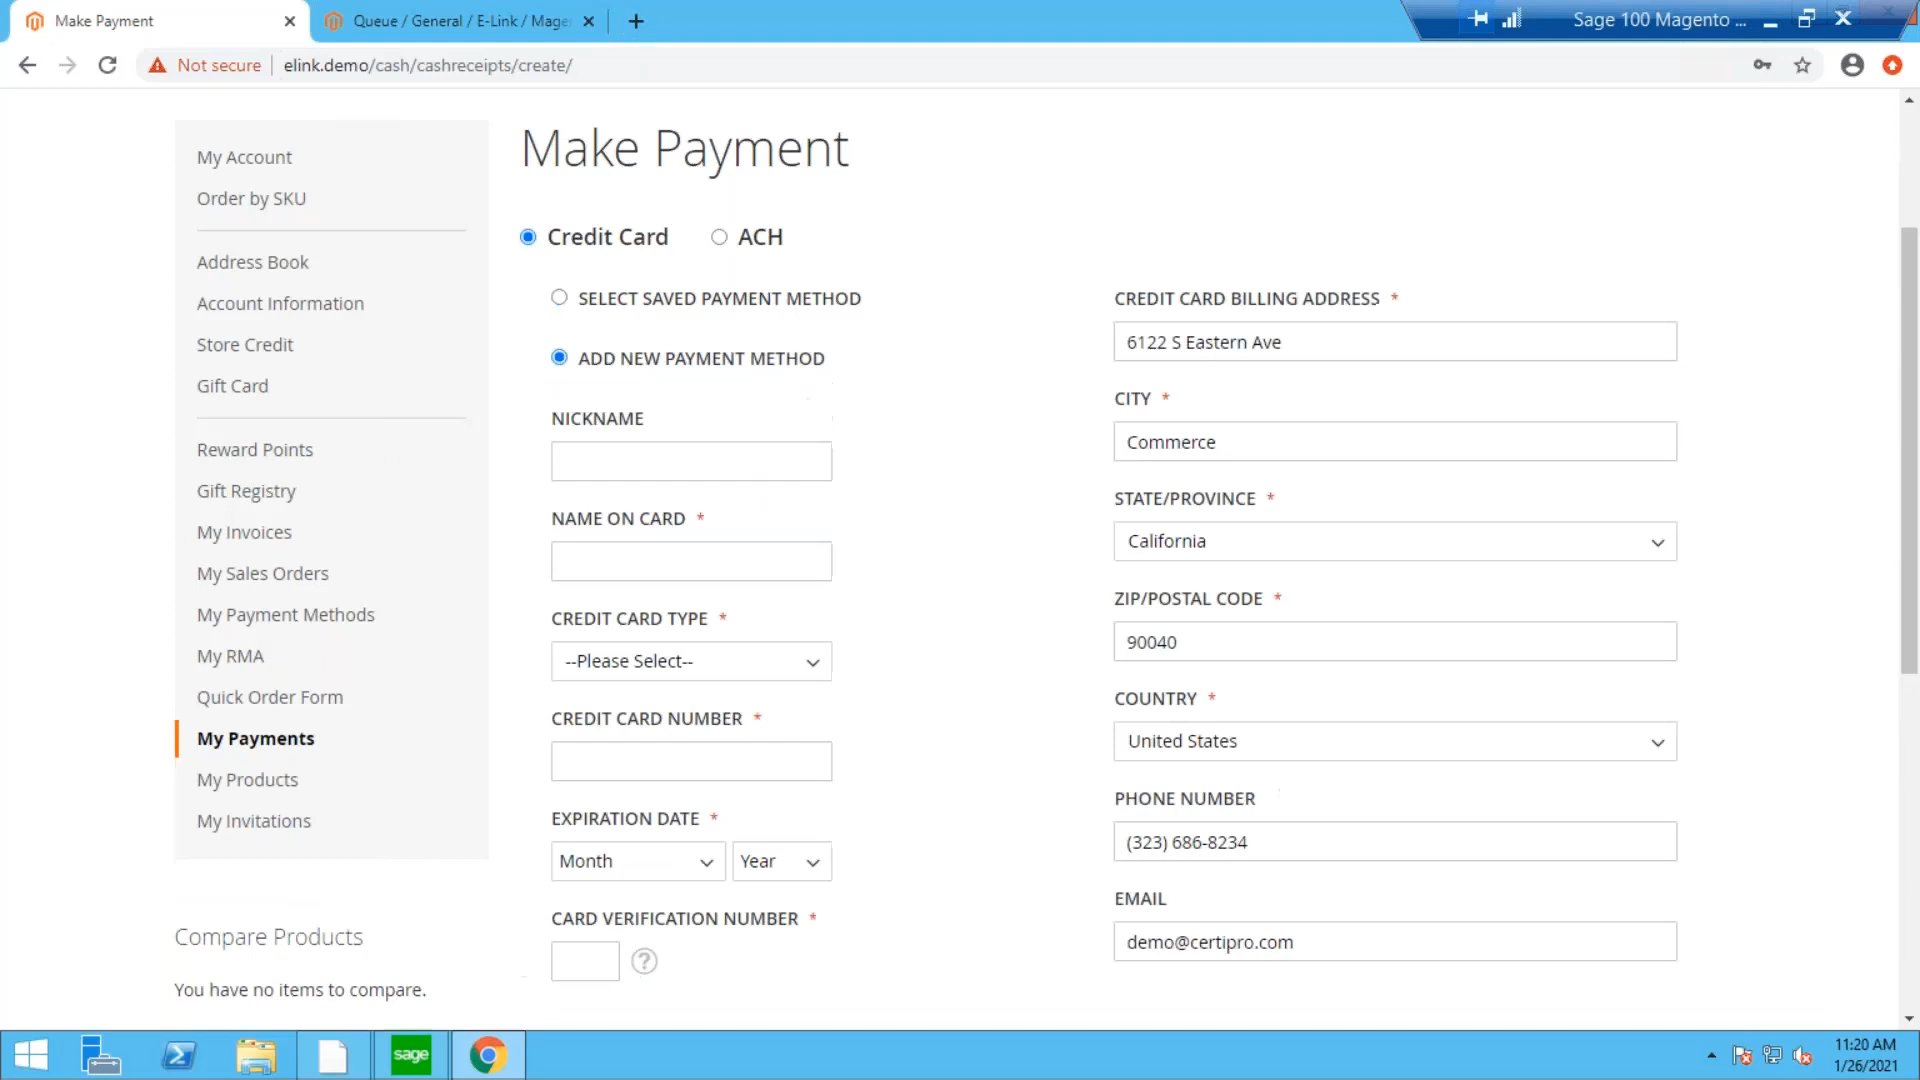 Make Payment
Queue / General / E-Link / Mage
Sage 100 Magento ...
Not secure
elink.demo/cash/cashreceipts/create/
My Account
Order by SKU
Address Book
Account Information
Store Credit
Gift Card
Reward Points
Gift Registry
My Invoices
My Sales Orders
My Payment Methods
My RMA
Quick Order Form
My Payments
My Products
My Invitations
Compare Products
You have no items to compare.
Make Payment
Credit Card
ACH
SELECT SAVED PAYMENT METHOD
ADD NEW PAYMENT METHOD
NICKNAME
NAME ON CARD *
CREDIT CARD TYPE *
--Please Select--
CREDIT CARD NUMBER *
EXPIRATION DATE *
Month
Year
CARD VERIFICATION NUMBER *
?
CREDIT CARD BILLING ADDRESS *
6122 S Eastern Ave
CITY *
Commerce
STATE/PROVINCE *
California
ZIP/POSTAL CODE *
90040
COUNTRY *
United States
PHONE NUMBER
(323) 686-8234
EMAIL
demo@certipro.com
sage
11:20 AM
1/26/2021